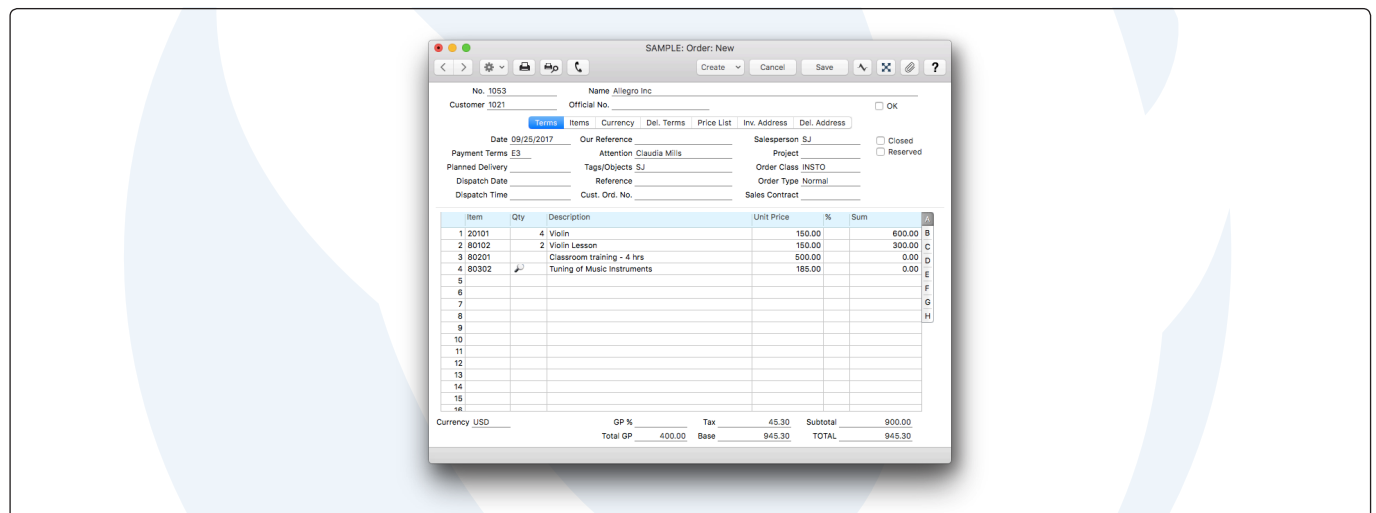 SAMPLE: Order: New
Create Cancel Save ?
No. 1053 Name Allegro Inc
Customer 1021 Official No. OK
Terms Items Currency Del. Terms Price List Inv. Address Del. Address
Date 09/25/2017 Our Reference Salesperson SJ Closed
Payment Terms E3 Attention Claudia Mills Project Reserved
Planned Delivery Tags/Objects SJ Order Class INSTO
Dispatch Date Reference Order Type Normal
Dispatch Time Cust. Ord. No. Sales Contract
Item Qty Description Unit Price % Sum A
1 20101 4 Violin 150.00 600.00 B
2 80102 2 Violin Lesson 150.00 300.00 C
3 80201 Classroom training - 4 hrs 500.00 0.00 D
4 80302 Tuning of Music Instruments 185.00 0.00 E
5
6 F
7 G
8 H
9
10
11
12
13
14
15
16
Currency USD GP % Tax 45.30 Subtotal 900.00
Total GP 400.00 Base 945.30 TOTAL 945.30